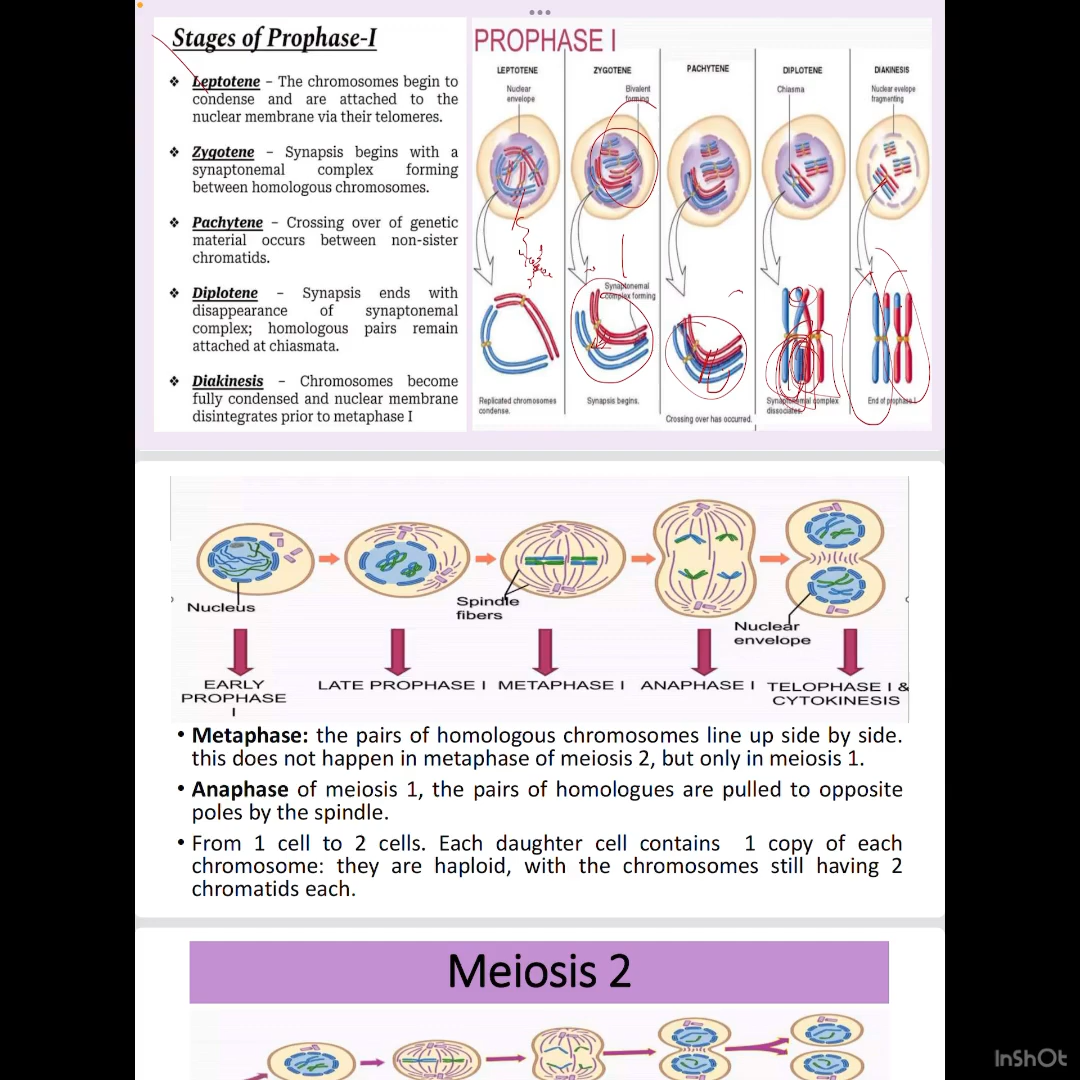 Stages of Prophase-I
❖ Leptotene – The chromosomes begin to
condense and are attached to the
nuclear membrane via their telomeres.
❖ Zygotene – Synapsis begins with a
synaptonemal complex forming
between homologous chromosomes.
❖ Pachytene – Crossing over of genetic
material occurs between non-sister
chromatids.
❖ Diplotene – Synapsis ends with
disappearance of synaptonemal
complex; homologous pairs remain
attached at chiasmata.
❖ Diakinesis – Chromosomes become
fully condensed and nuclear membrane
disintegrates prior to metaphase I
PROPHASE I
LEPTOTENE
Nuclear
envelope
Replicated chromosomes
condense.
ZYGOTENE
Bivalent
forming
Synaptonemal
complex forming
Synapsis begins.
PACHYTENE
Crossing over has occurred.
DIPLOTENE
Chiasma
Synaptonemal complex
dissociates.
DIAKINESIS
Nuclear evelope
fragmenting
End of prophase I
Nucleus
Spindle
fibers
Nuclear
envelope
EARLY
PROPHASE
I
LATE PROPHASE I
METAPHASE I
ANAPHASE I
TELOPHASE I &
CYTOKINESIS
• Metaphase: the pairs of homologous chromosomes line up side by side.
this does not happen in metaphase of meiosis 2, but only in meiosis 1.
• Anaphase of meiosis 1, the pairs of homologues are pulled to opposite
poles by the spindle.
• From 1 cell to 2 cells. Each daughter cell contains 1 copy of each
chromosome: they are haploid, with the chromosomes still having 2
chromatids each.
Meiosis 2
InShOt